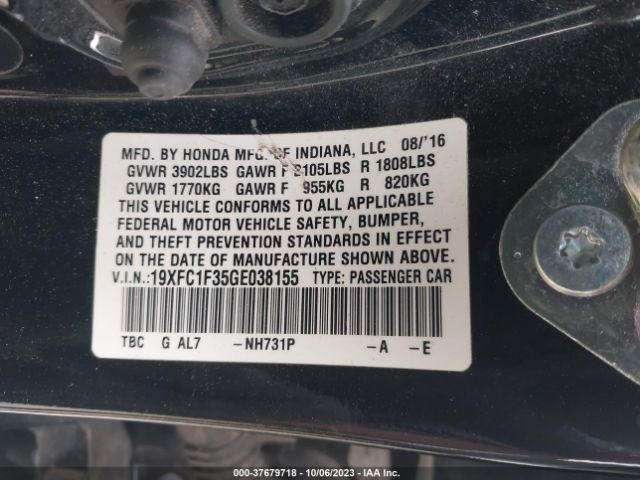 MFD. BY HONDA MFG. OF INDIANA, LLC 08/'16
GVWR 3902LBS GAWR F 2105LBS R 1808LBS
GVWR 1770KG GAWR F 955KG R 820KG
THIS VEHICLE CONFORMS TO ALL APPLICABLE
FEDERAL MOTOR VEHICLE SAFETY, BUMPER,
AND THEFT PREVENTION STANDARDS IN EFFECT
ON THE DATE OF MANUFACTURE SHOWN ABOVE.
V.I.N.:19XFC1F35GE038155 TYPE: PASSENGER CAR
TBC G AL7 -NH731P -A -E
000-37679718 - 10/06/2023 - IAA Inc.